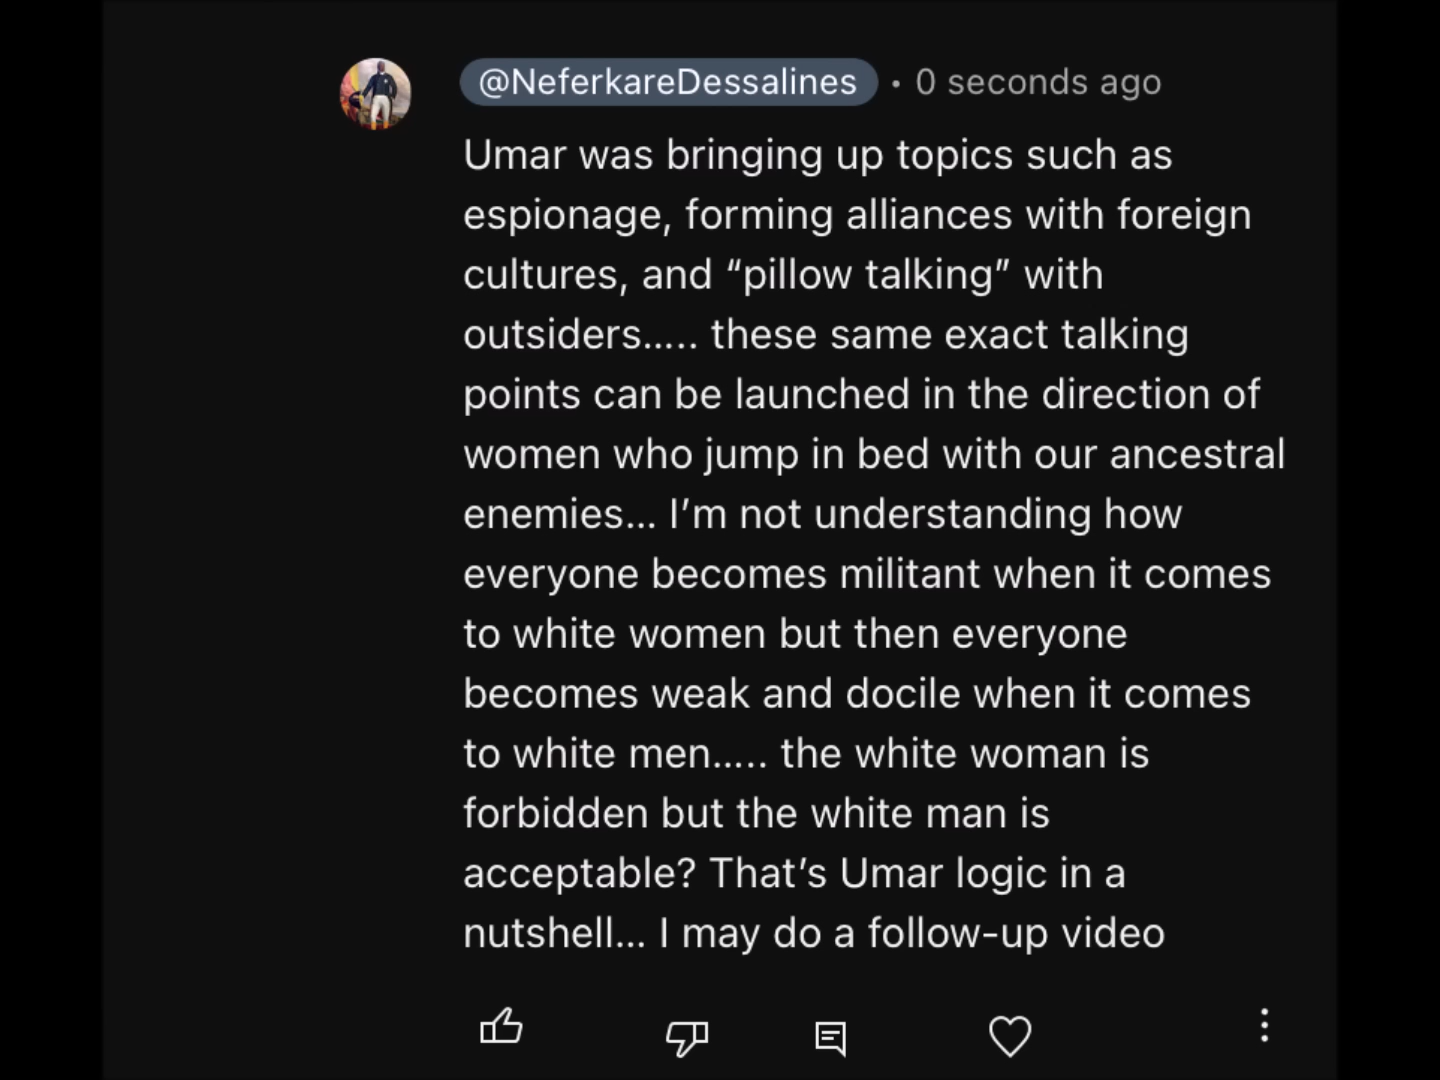 @NeferkareDessalines • 0 seconds ago
Umar was bringing up topics such as
espionage, forming alliances with foreign
cultures, and “pillow talking” with
outsiders..... these same exact talking
points can be launched in the direction of
women who jump in bed with our ancestral
enemies... I’m not understanding how
everyone becomes militant when it comes
to white women but then everyone
becomes weak and docile when it comes
to white men..... the white woman is
forbidden but the white man is
acceptable? That’s Umar logic in a
nutshell... I may do a follow-up video